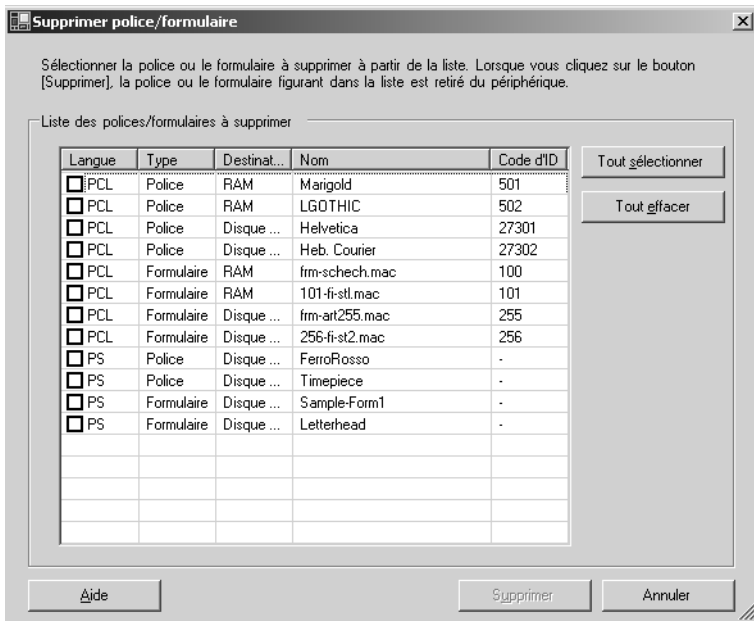 Supprimer police/formulaire
Sélectionner la police ou le formulaire à supprimer à partir de la liste. Lorsque vous cliquez sur le bouton
[Supprimer], la police ou le formulaire figurant dans la liste est retiré du périphérique.
Liste des polices/formulaires à supprimer
Langue Type Destinat... Nom Code d'ID
PCL Police RAM Marigold 501
PCL Police RAM LGOTHIC 502
PCL Police Disque ... Helvetica 27301
PCL Police Disque ... Heb. Courier 27302
PCL Formulaire RAM frm-schech.mac 100
PCL Formulaire RAM 101-fi-stl.mac 101
PCL Formulaire Disque ... frm-art255.mac 255
PCL Formulaire Disque ... 256-fi-st2.mac 256
PS Police Disque ... FerroRosso -
PS Police Disque ... Timepiece -
PS Formulaire Disque ... Sample-Form1 -
PS Formulaire Disque ... Letterhead -
Tout sélectionner
Tout effacer
Aide
Supprimer
Annuler